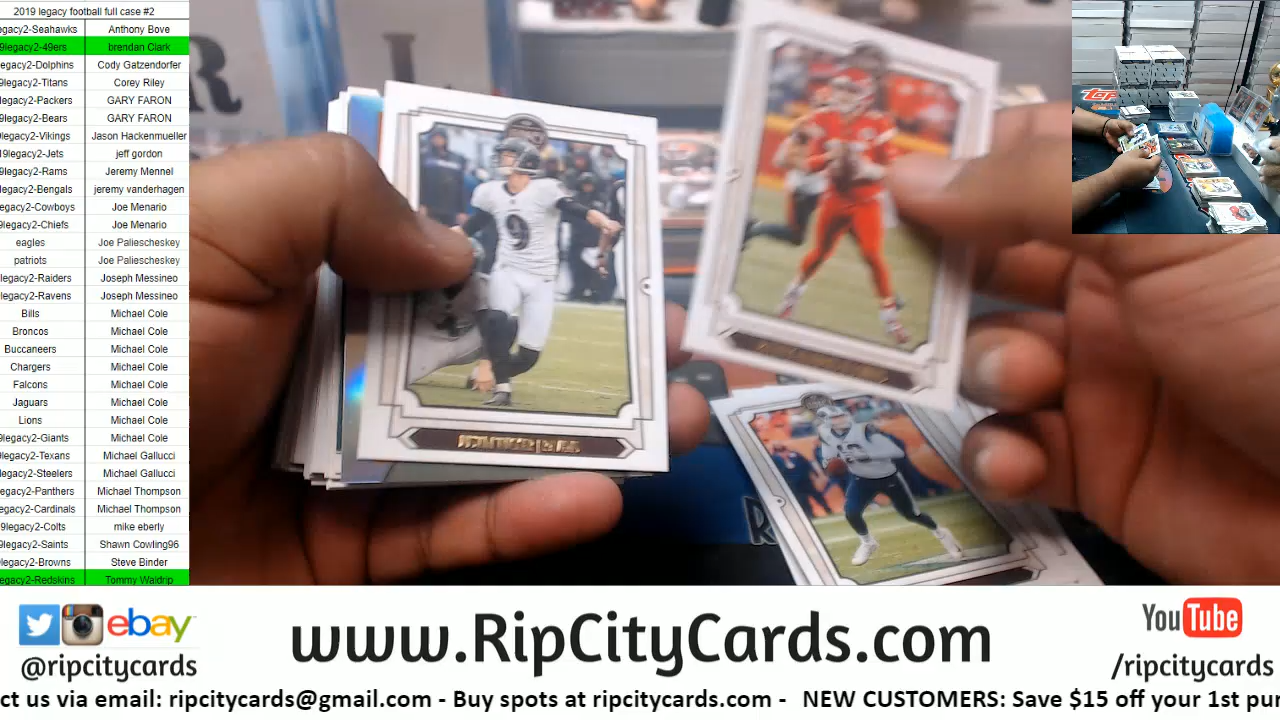 2019 legacy football full case #2
legacy2-Seahawks Anthony Bove
9legacy2-49ers brendan Clark
legacy2-Dolphins Cody Gatzendorfer
9legacy2-Titans Corey Riley
legacy2-Packers GARY FARON
legacy2-Bears GARY FARON
legacy2-Vikings Jason Hackenmueller
19legacy2-Jets jeff gordon
9legacy2-Rams Jeremy Mennel
legacy2-Bengals jeremy vanderhagen
egacy2-Cowboys Joe Menario
9legacy2-Chiefs Joe Menario
eagles Joe Paliescheskey
patriots Joe Paliescheskey
legacy2-Raiders Joseph Messineo
legacy2-Ravens Joseph Messineo
Bills Michael Cole
Broncos Michael Cole
Buccaneers Michael Cole
Chargers Michael Cole
Falcons Michael Cole
Jaguars Michael Cole
Lions Michael Cole
9legacy2-Giants Michael Cole
legacy2-Texans Michael Gallucci
legacy2-Steelers Michael Gallucci
egacy2-Panthers Michael Thompson
egacy2-Cardinals Michael Thompson
9legacy2-Colts mike eberly
9legacy2-Saints Shawn Cowling96
legacy2-Browns Steve Binder
egacy2-Redskins Tommy Waldrip
9
ebay
@ripcitycards
www.RipCityCards.com
YouTube
/ripcitycards
ct us via email: ripcitycards@gmail.com - Buy spots at ripcitycards.com - NEW CUSTOMERS: Save $15 off your 1st pur